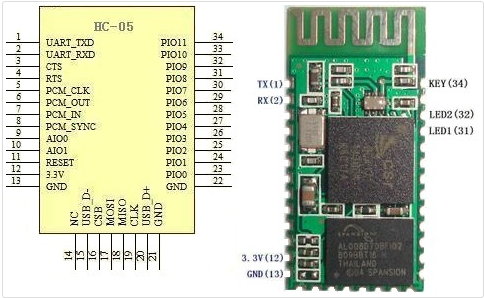 HC-05
1 UART_TXD PIO11 34
2 UART_RXD PIO10 33
3 CTS PIO9 32
4 RTS PIO8 31
5 PCM_CLK PIO7 30
6 PCM_OUT PIO6 29
7 PCM_IN PIO5 28
8 PCM_SYNC PIO4 27
9 AIO0 PIO3 26
10 AIO1 PIO2 25
11 RESET PIO1 24
12 3.3V PIO0 23
13 GND GND 22
NC
USB_D-
CSB
MOSI
MISO
CLK
USB_D+
GND
14 15 16 17 18 19 20 21
TX(1)
RX(2)
KEY(34)
LED2(32)
LED1(31)
3.3V(12)
GND(13)
csr
SPANSION
THAILAND
04 SPANSION